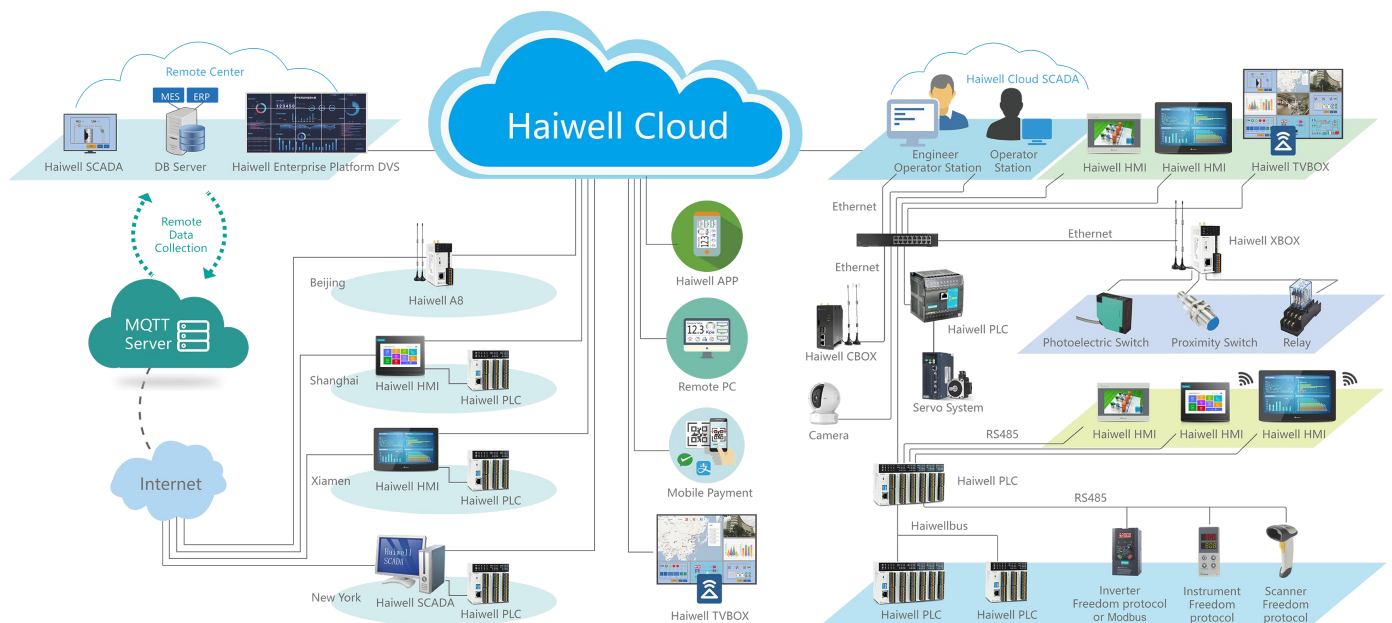 Remote Center
MES
ERP
Haiwell SCADA
DB Server
Haiwell Enterprise Platform DVS
Haiwell Cloud
Haiwell Cloud SCADA
Engineer
Operator Station
Operator
Station
Haiwell HMI
Haiwell HMI
Haiwell TVBOX
Remote
Data
Collection
MQTT
Server
Internet
Beijing
Haiwell A8
Shanghai
Haiwell HMI
Haiwell PLC
Xiamen
Haiwell HMI
Haiwell PLC
New York
Haiwell
SCADA
Haiwell SCADA
Haiwell PLC
Haiwell APP
12.3
Kpa
Remote PC
Mobile Payment
Haiwell TVBOX
Ethernet
Ethernet
Ethernet
Haiwell XBOX
Haiwell PLC
Haiwell CBOX
Photoelectric Switch
Proximity Switch
Relay
Servo System
Camera
RS485
Haiwell HMI
Haiwell HMI
Haiwell HMI
Haiwell PLC
RS485
Haiwellbus
Haiwell PLC
Haiwell PLC
Inverter
Freedom protocol
or Modbus
Instrument
Freedom
protocol
Scanner
Freedom
protocol